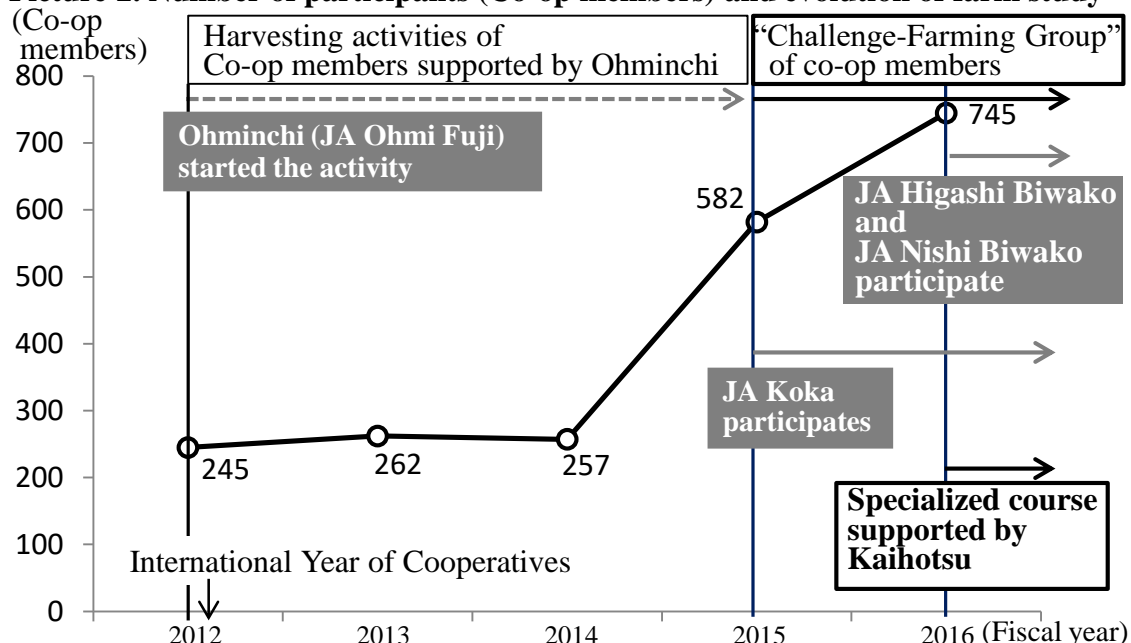 (Co-op
members)
Harvesting activities of
Co-op members supported by Ohminchi
“Challenge-Farming Group”
of co-op members
800
700
600
500
400
300
200
100
0
Ohminchi (JA Ohmi Fuji)
started the activity
745
582
JA Higashi Biwako
and
JA Nishi Biwako
participate
JA Koka
participates
245
262
257
Specialized course
supported by
Kaihotsu
International Year of Cooperatives
2012
2013
2014
2015
2016 (Fiscal year)